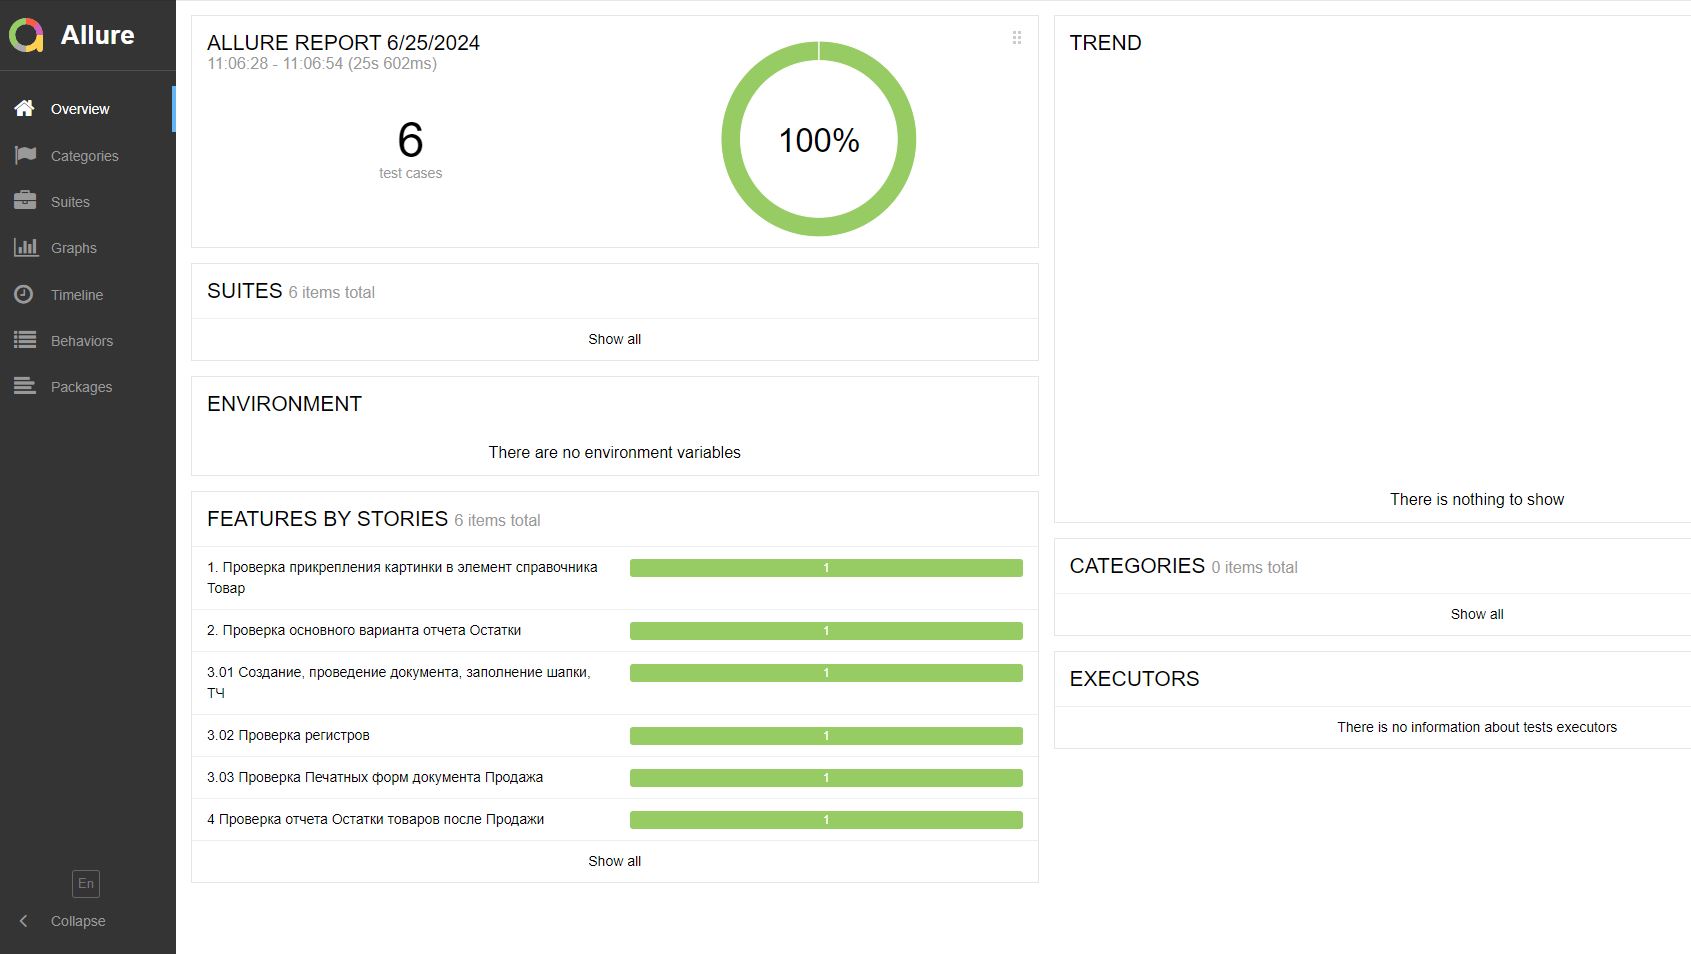 Allure
Overview
Categories
Suites
Graphs
Timeline
Behaviors
Packages
En
Collapse
ALLURE REPORT 6/25/2024
11:06:28 - 11:06:54 (25s 602ms)
6
test cases
100%
SUITES 6 items total
Show all
ENVIRONMENT
There are no environment variables
FEATURES BY STORIES 6 items total
1. Проверка прикрепления картинки в элемент справочника
Товар
1
2. Проверка основного варианта отчета Остатки
1
3.01 Создание, проведение документа, заполнение шапки,
ТЧ
1
3.02 Проверка регистров
1
3.03 Проверка Печатных форм документа Продажа
1
4 Проверка отчета Остатки товаров после Продажи
1
Show all
TREND
There is nothing to show
CATEGORIES 0 items total
Show all
EXECUTORS
There is no information about tests executors